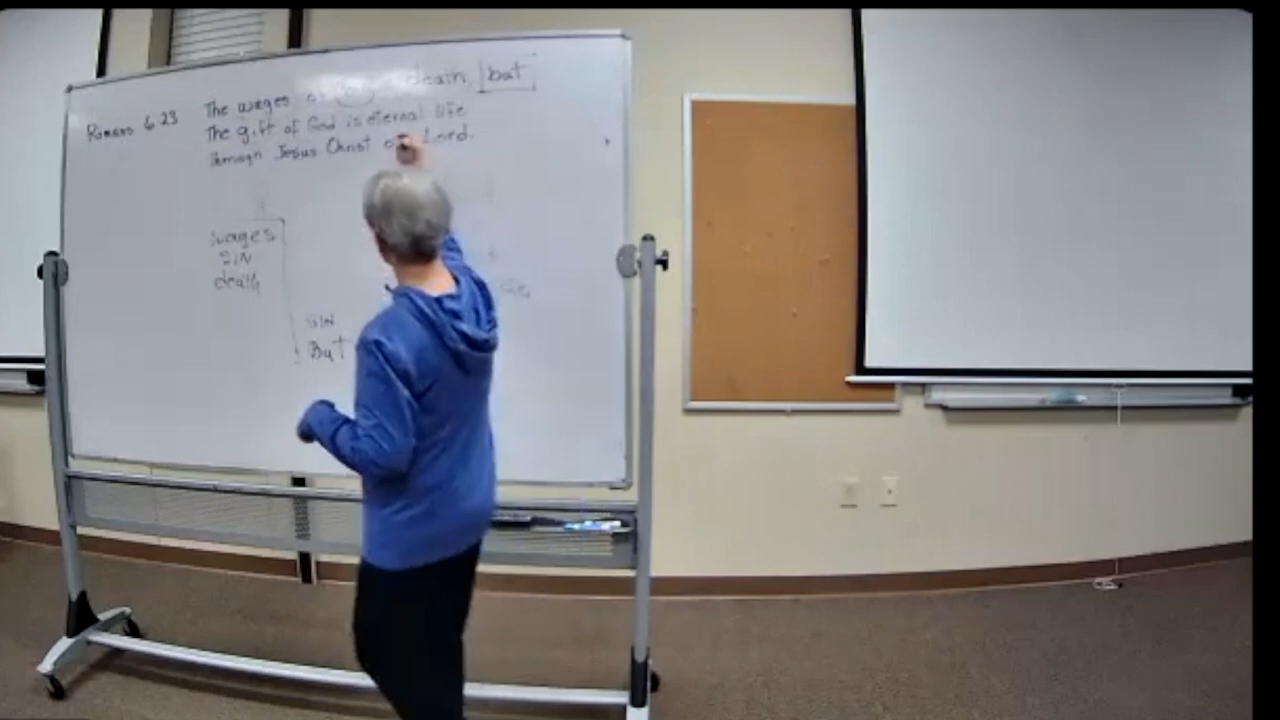 Romans 6:23
The wages death, but
The gift of God is eternal life
through Jesus Christ Lord.
wages
SIN
death
SIN
But